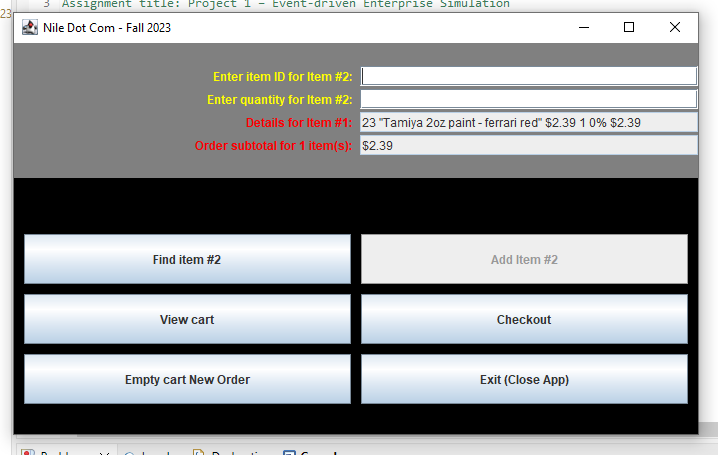 3 Assignment title: Project 1 – Event-driven Enterprise Simulation
23
Nile Dot Com - Fall 2023
Enter item ID for Item #2:
Enter quantity for Item #2:
Details for Item #1: 23 "Tamiya 2oz paint - ferrari red" $2.39 1 0% $2.39
Order subtotal for 1 item(s): $2.39
Find item #2 Add Item #2
View cart Checkout
Empty cart New Order Exit (Close App)